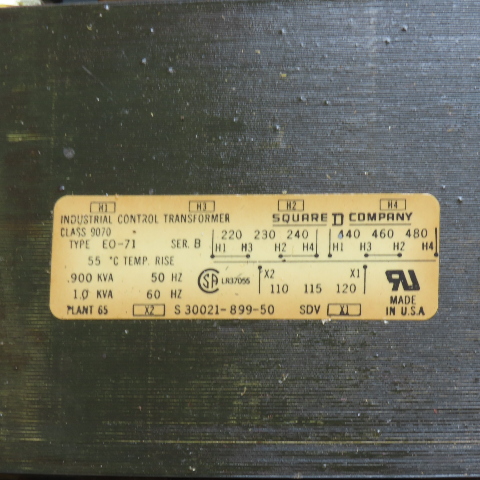 H1 H3 H2 H4
INDUSTRIAL CONTROL TRANSFORMER SQUARE D COMPANY
CLASS 9070
TYPE EO-71 SER. B 220 230 240 440 460 480
H1 H3 H2 H4 H1 H3 H2 H4
55 °C TEMP. RISE
.900 KVA 50 HZ SA LR37055 X2 X1
1.0 KVA 60 HZ 110 115 120
MADE
PLANT 65 X2 S 30021-899-50 SDV X1 IN U.S.A